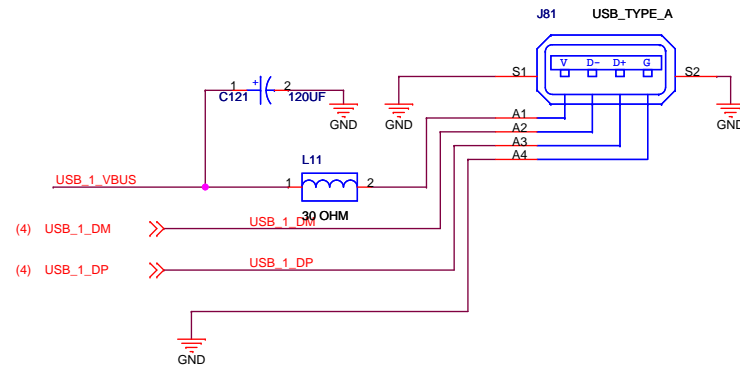 J81 USB_TYPE_A
V D- D+ G
S1 S2
1 + 2
C121 120UF
GND GND GND
A1
A2
A3
A4
L11
USB_1_VBUS 1 2
30 OHM
(4) USB_1_DM USB_1_DM
(4) USB_1_DP USB_1_DP
GND